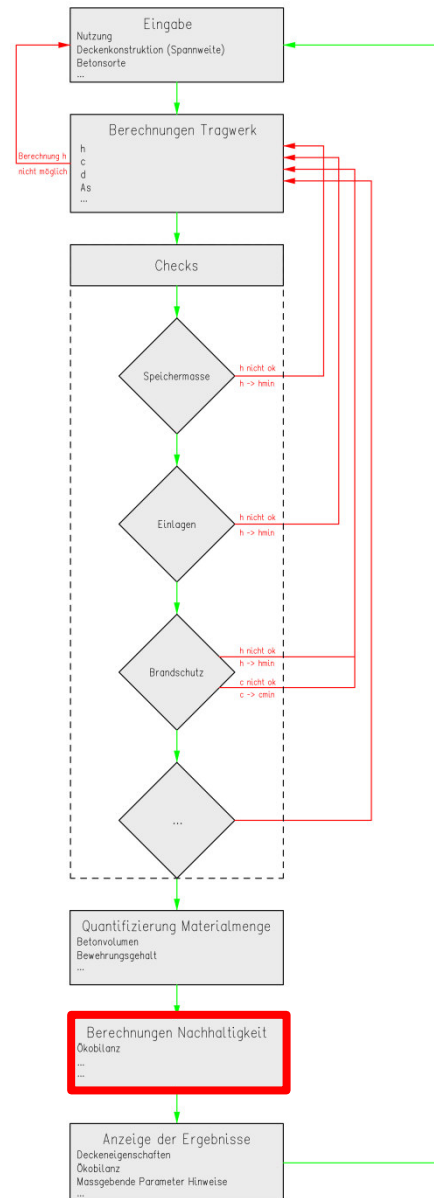 Eingabe
Nutzung
Deckenkonstruktion (Spannweite)
Betonsorte
...
Berechnungen Tragwerk
h
c
d
As
...
Berechnung h
nicht möglich
Checks
Speichermasse
h nicht ok
h -> hmin
Einlagen
h nicht ok
h -> hmin
Brandschutz
h nicht ok
h -> hmin
c nicht ok
c -> cmin
...
Quantifizierung Materialmenge
Betonvolumen
Bewehrungsgehalt
...
Berechnungen Nachhaltigkeit
Ökobilanz
...
...
Anzeige der Ergebnisse
Deckeneigenschaften
Ökobilanz
Massgebende Parameter Hinweise
...